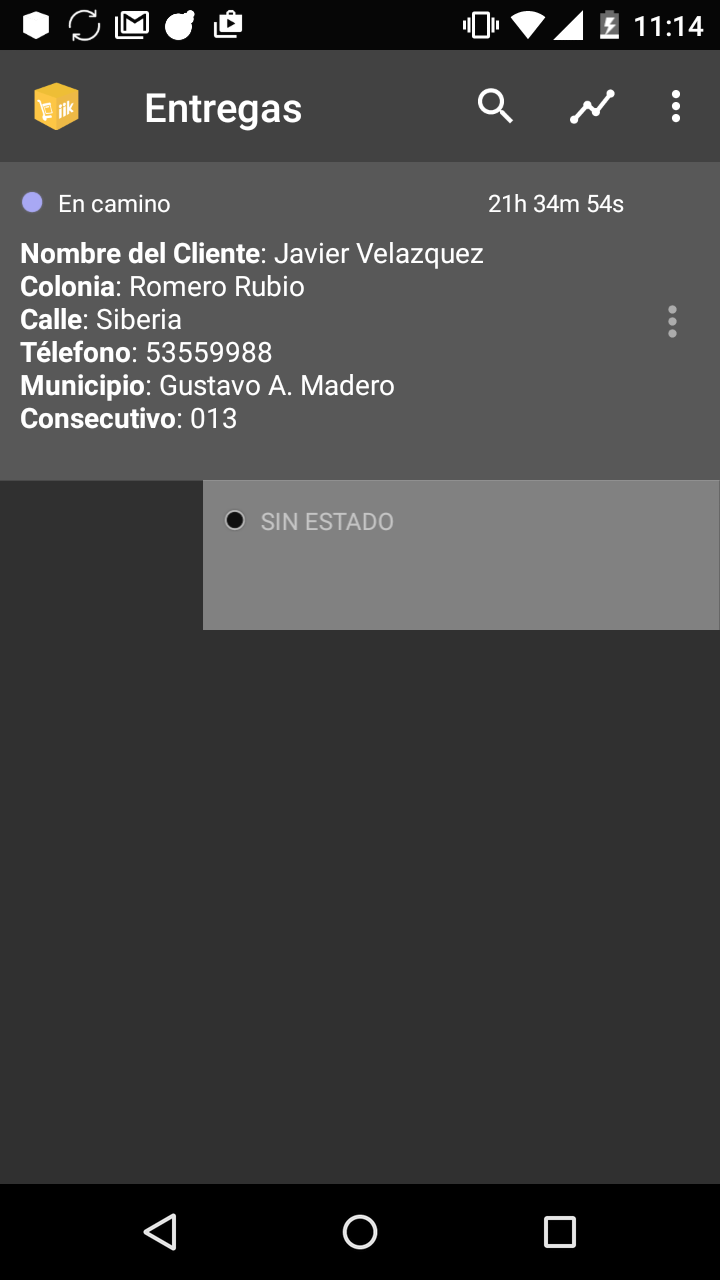 11:14
iik
Entregas
En camino 21h 34m 54s
Nombre del Cliente: Javier Velazquez
Colonia: Romero Rubio
Calle: Siberia
Télefono: 53559988
Municipio: Gustavo A. Madero
Consecutivo: 013
SIN ESTADO